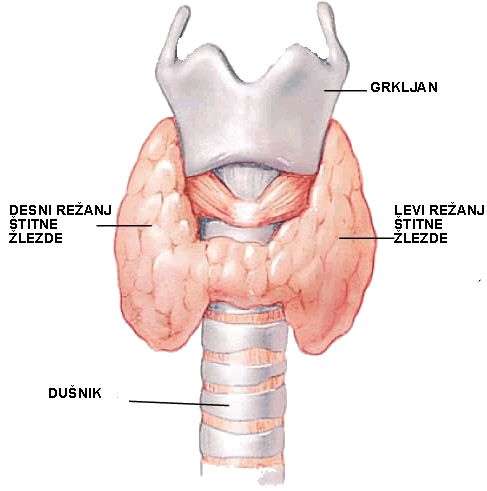 GRKLJAN
DESNI REŽANJ
ŠTITNE
ŽLEZDE
LEVI REŽANJ
ŠTITNE
ŽLEZDE
DUŠNIK